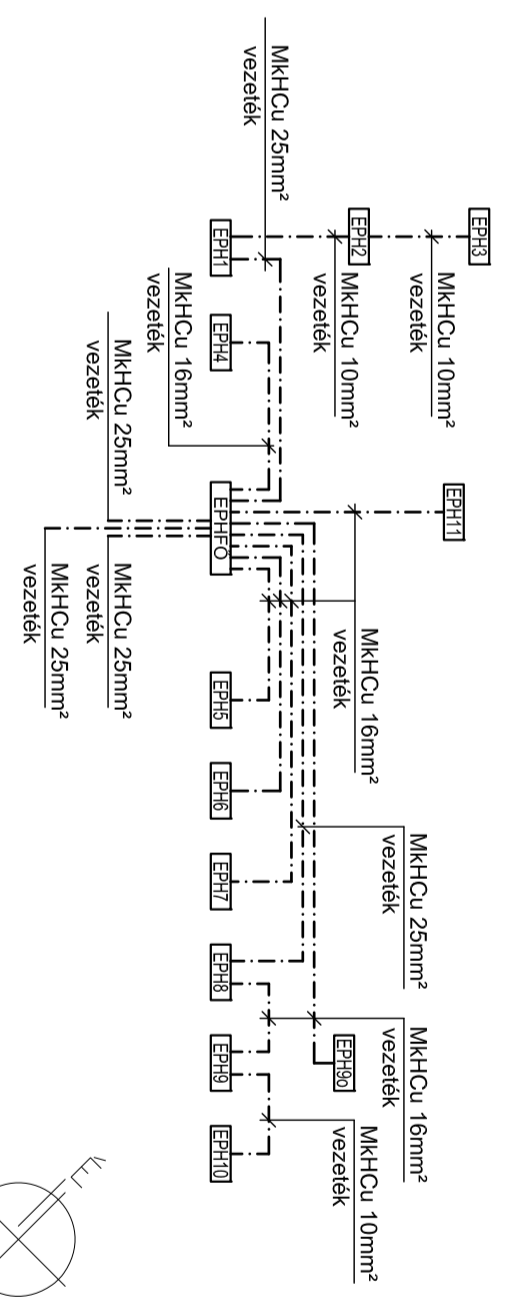 EPH3
MkHCu 10mm²
vezeték
EPH2
MkHCu 10mm²
vezeték
EPH1
MkHCu 25mm²
vezeték
EPH4
MkHCu 16mm²
vezeték
EPH11
MkHCu 16mm²
vezeték
EPHFŐ
MkHCu 25mm²
vezeték
MkHCu 25mm²
vezeték
MkHCu 25mm²
vezeték
EPH5
EPH6
EPH7
MkHCu 25mm²
vezeték
EPH8
MkHCu 16mm²
vezeték
EPH9o
EPH9
MkHCu 10mm²
vezeték
EPH10
É